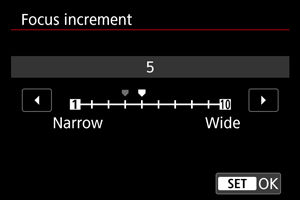 Focus increment
5
1 10
Narrow Wide
SET OK